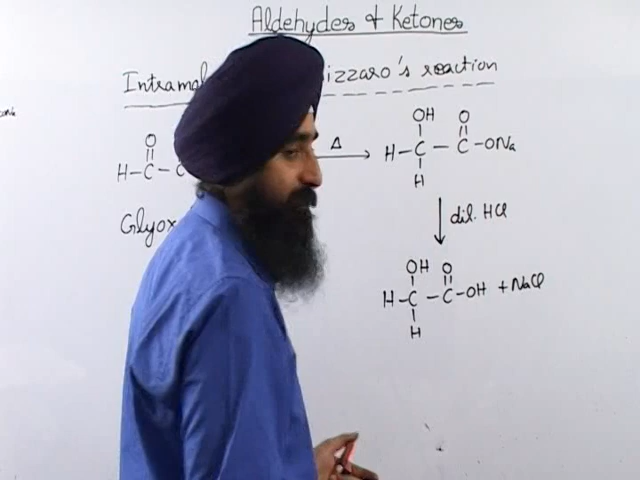 Aldehydes & Ketones
Intramol izzaro's reaction
OH O O
H-C-C Δ H-C-C-ONa
H
Glyox dil. HCl
OH O
H-C-C-OH + NaCl
H